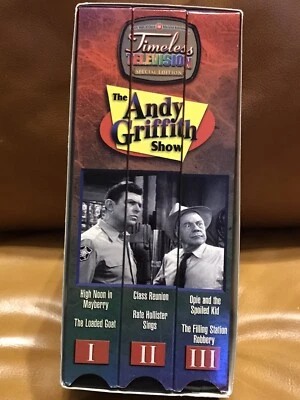 Timeless
TELEVISION
SPECIAL EDITION
The
Andy
Griffith
Show
High Noon in
Mayberry
The Loaded Goat
I
Class Reunion
Rafe Hollister
Sings
II
Opie and the
Spoiled Kid
The Filling Station
Robbery
III